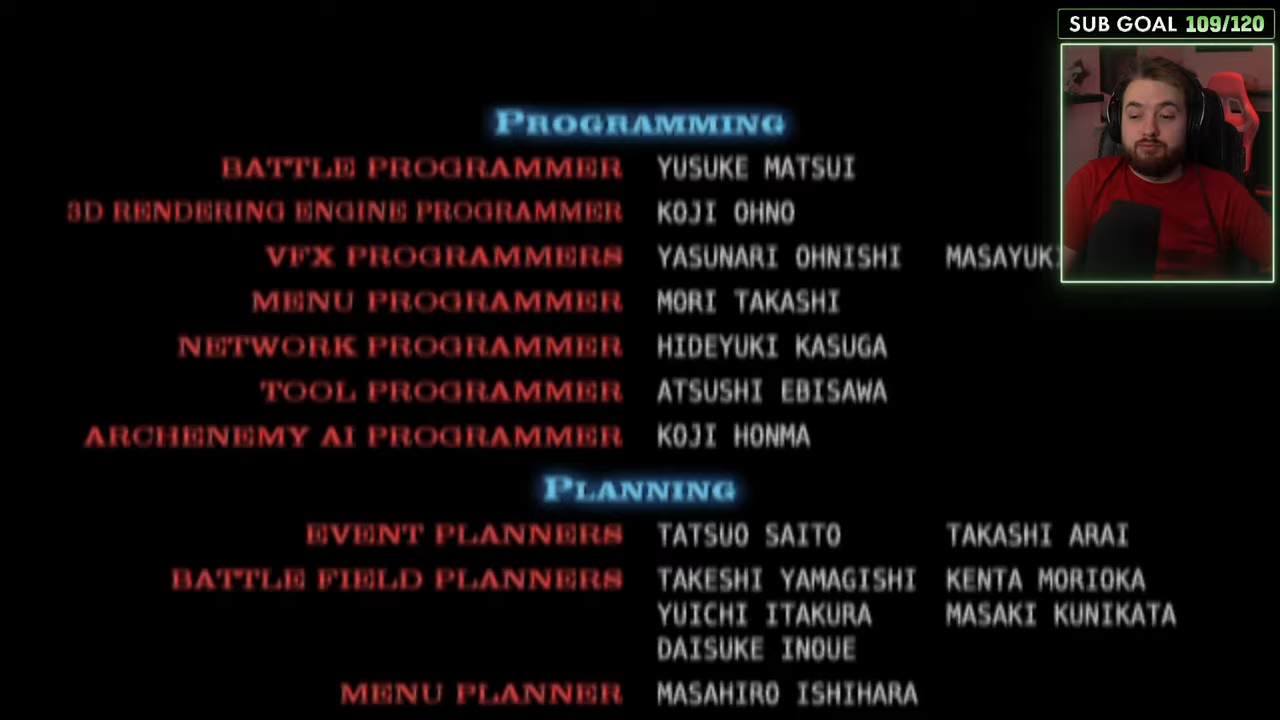 SUB GOAL 109/120
PROGRAMMING
BATTLE PROGRAMMER YUSUKE MATSUI
3D RENDERING ENGINE PROGRAMMER KOJI OHNO
VFX PROGRAMMERS YASUNARI OHNISHI MASAYUKI
MENU PROGRAMMER MORI TAKASHI
NETWORK PROGRAMMER HIDEYUKI KASUGA
TOOL PROGRAMMER ATSUSHI EBISAWA
ARCHENEMY AI PROGRAMMER KOJI HONMA
PLANNING
EVENT PLANNERS TATSUO SAITO TAKASHI ARAI
BATTLE FIELD PLANNERS TAKESHI YAMAGISHI KENTA MORIOKA
YUICHI ITAKURA MASAKI KUNIKATA
DAISUKE INOUE
MENU PLANNER MASAHIRO ISHIHARA